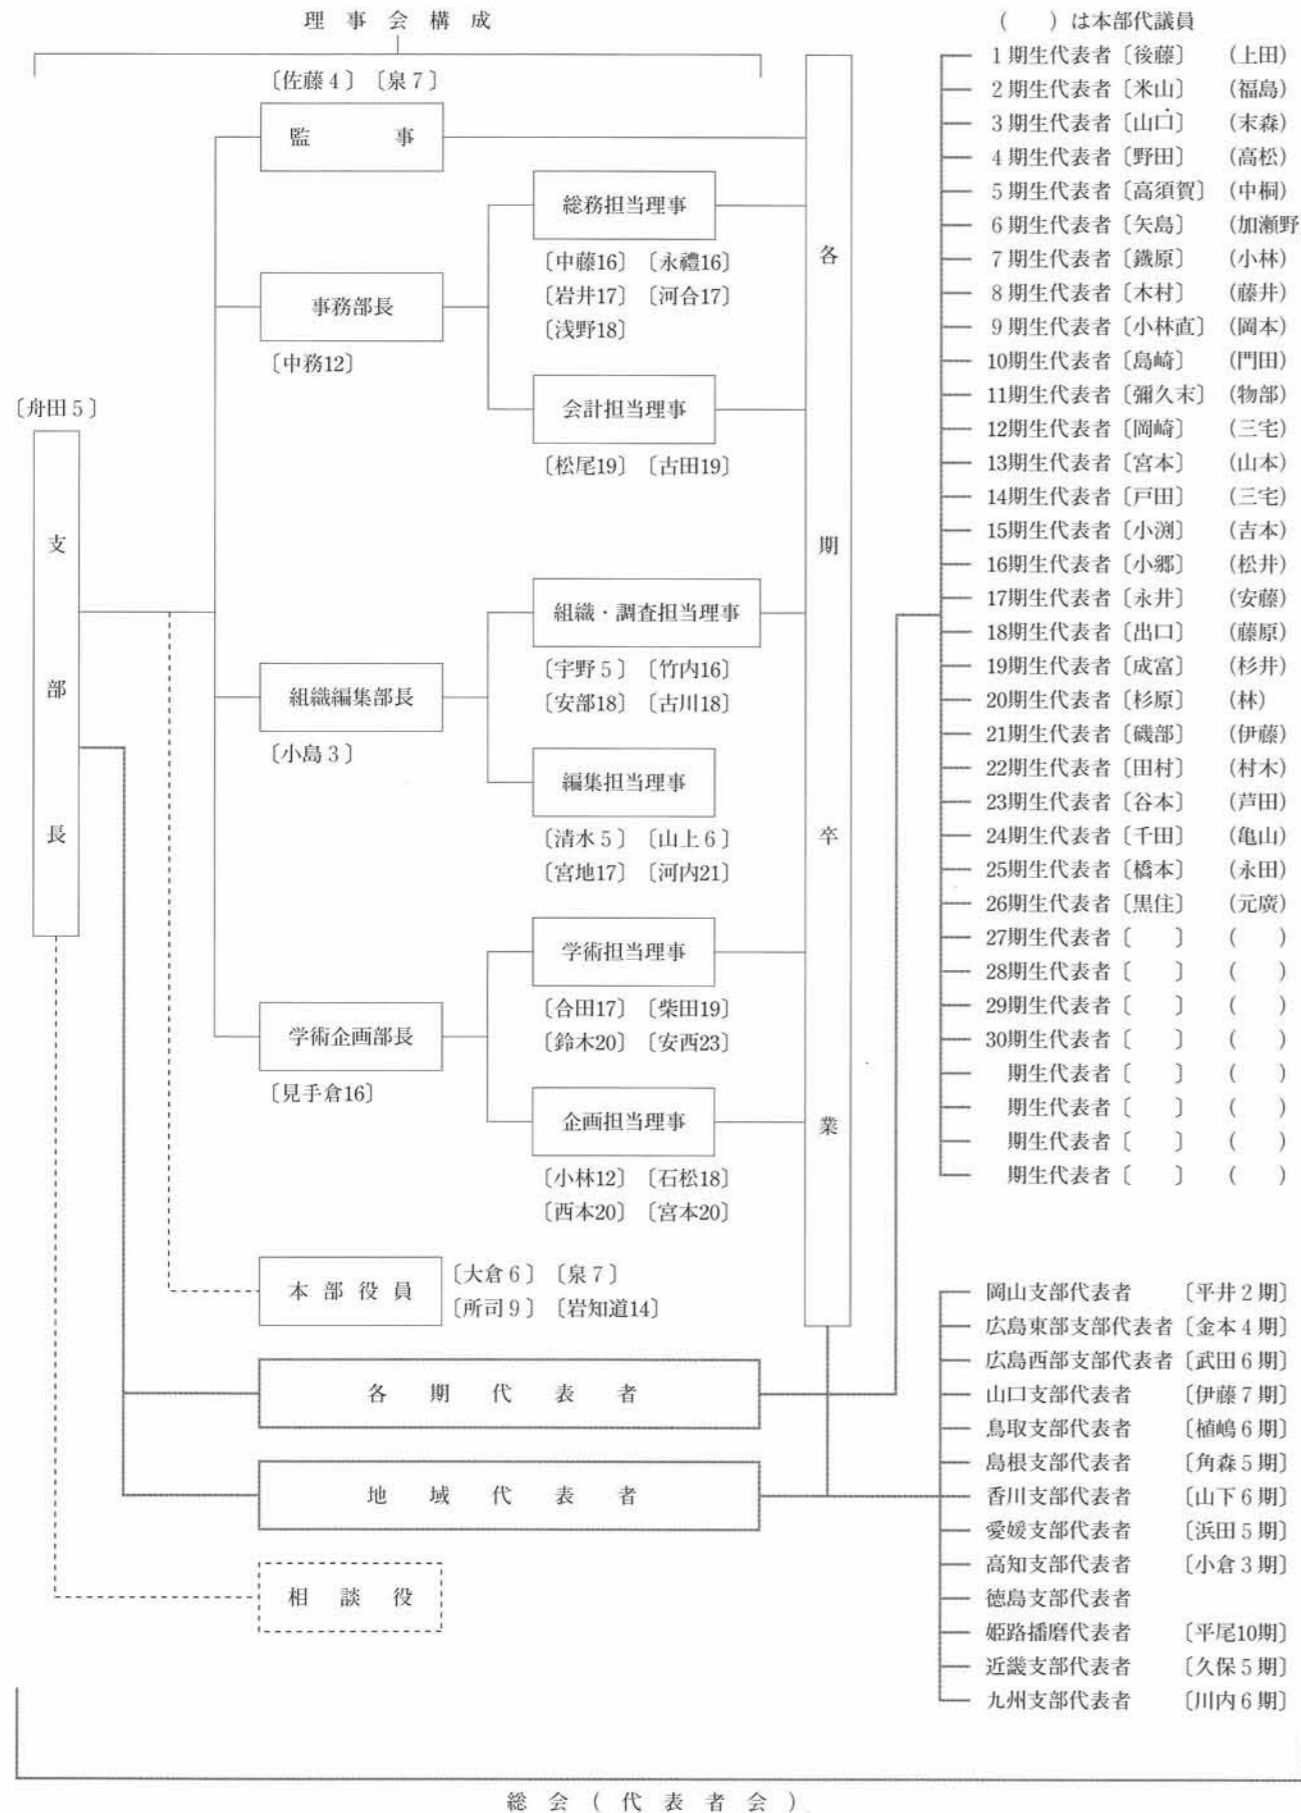 理事会構成
〔佐藤4〕〔泉7〕
監事
総務担当理事
〔中藤16〕〔永禮16〕
〔岩井17〕〔河合17〕
〔浅野18〕
事務部長
〔中務12〕
会計担当理事
〔松尾19〕〔古田19〕
〔舟田5〕
支部長
組織・調査担当理事
〔宇野5〕〔竹内16〕
〔安部18〕〔古川18〕
組織編集部長
〔小島3〕
編集担当理事
〔清水5〕〔山上6〕
〔宮地17〕〔河内21〕
学術担当理事
〔合田17〕〔柴田19〕
〔鈴木20〕〔安西23〕
学術企画部長
〔見手倉16〕
企画担当理事
〔小林12〕〔石松18〕
〔西本20〕〔宮本20〕
本部役員
〔大倉6〕〔泉7〕
〔所司9〕〔岩知道14〕
各期代表者
地域代表者
相談役
各期卒業
(　)は本部代議員
1期生代表者〔後藤〕(上田)
2期生代表者〔米山〕(福島)
3期生代表者〔山口〕(末森)
4期生代表者〔野田〕(高松)
5期生代表者〔高須賀〕(中桐)
6期生代表者〔矢島〕(加瀬野
7期生代表者〔鐵原〕(小林)
8期生代表者〔木村〕(藤井)
9期生代表者〔小林直〕(岡本)
10期生代表者〔島崎〕(門田)
11期生代表者〔彌久末〕(物部)
12期生代表者〔岡崎〕(三宅)
13期生代表者〔宮本〕(山本)
14期生代表者〔戸田〕(三宅)
15期生代表者〔小渕〕(吉本)
16期生代表者〔小郷〕(松井)
17期生代表者〔永井〕(安藤)
18期生代表者〔出口〕(藤原)
19期生代表者〔成富〕(杉井)
20期生代表者〔杉原〕(林)
21期生代表者〔磯部〕(伊藤)
22期生代表者〔田村〕(村木)
23期生代表者〔谷本〕(芦田)
24期生代表者〔千田〕(亀山)
25期生代表者〔橋本〕(永田)
26期生代表者〔黒住〕(元廣)
27期生代表者〔　〕(　)
28期生代表者〔　〕(　)
29期生代表者〔　〕(　)
30期生代表者〔　〕(　)
期生代表者〔　〕(　)
期生代表者〔　〕(　)
期生代表者〔　〕(　)
期生代表者〔　〕(　)
岡山支部代表者〔平井2期〕
広島東部支部代表者〔金本4期〕
広島西部支部代表者〔武田6期〕
山口支部代表者〔伊藤7期〕
鳥取支部代表者〔植嶋6期〕
島根支部代表者〔角森5期〕
香川支部代表者〔山下6期〕
愛媛支部代表者〔浜田5期〕
高知支部代表者〔小倉3期〕
徳島支部代表者
姫路播磨代表者〔平尾10期〕
近畿支部代表者〔久保5期〕
九州支部代表者〔川内6期〕
総会(代表者会)